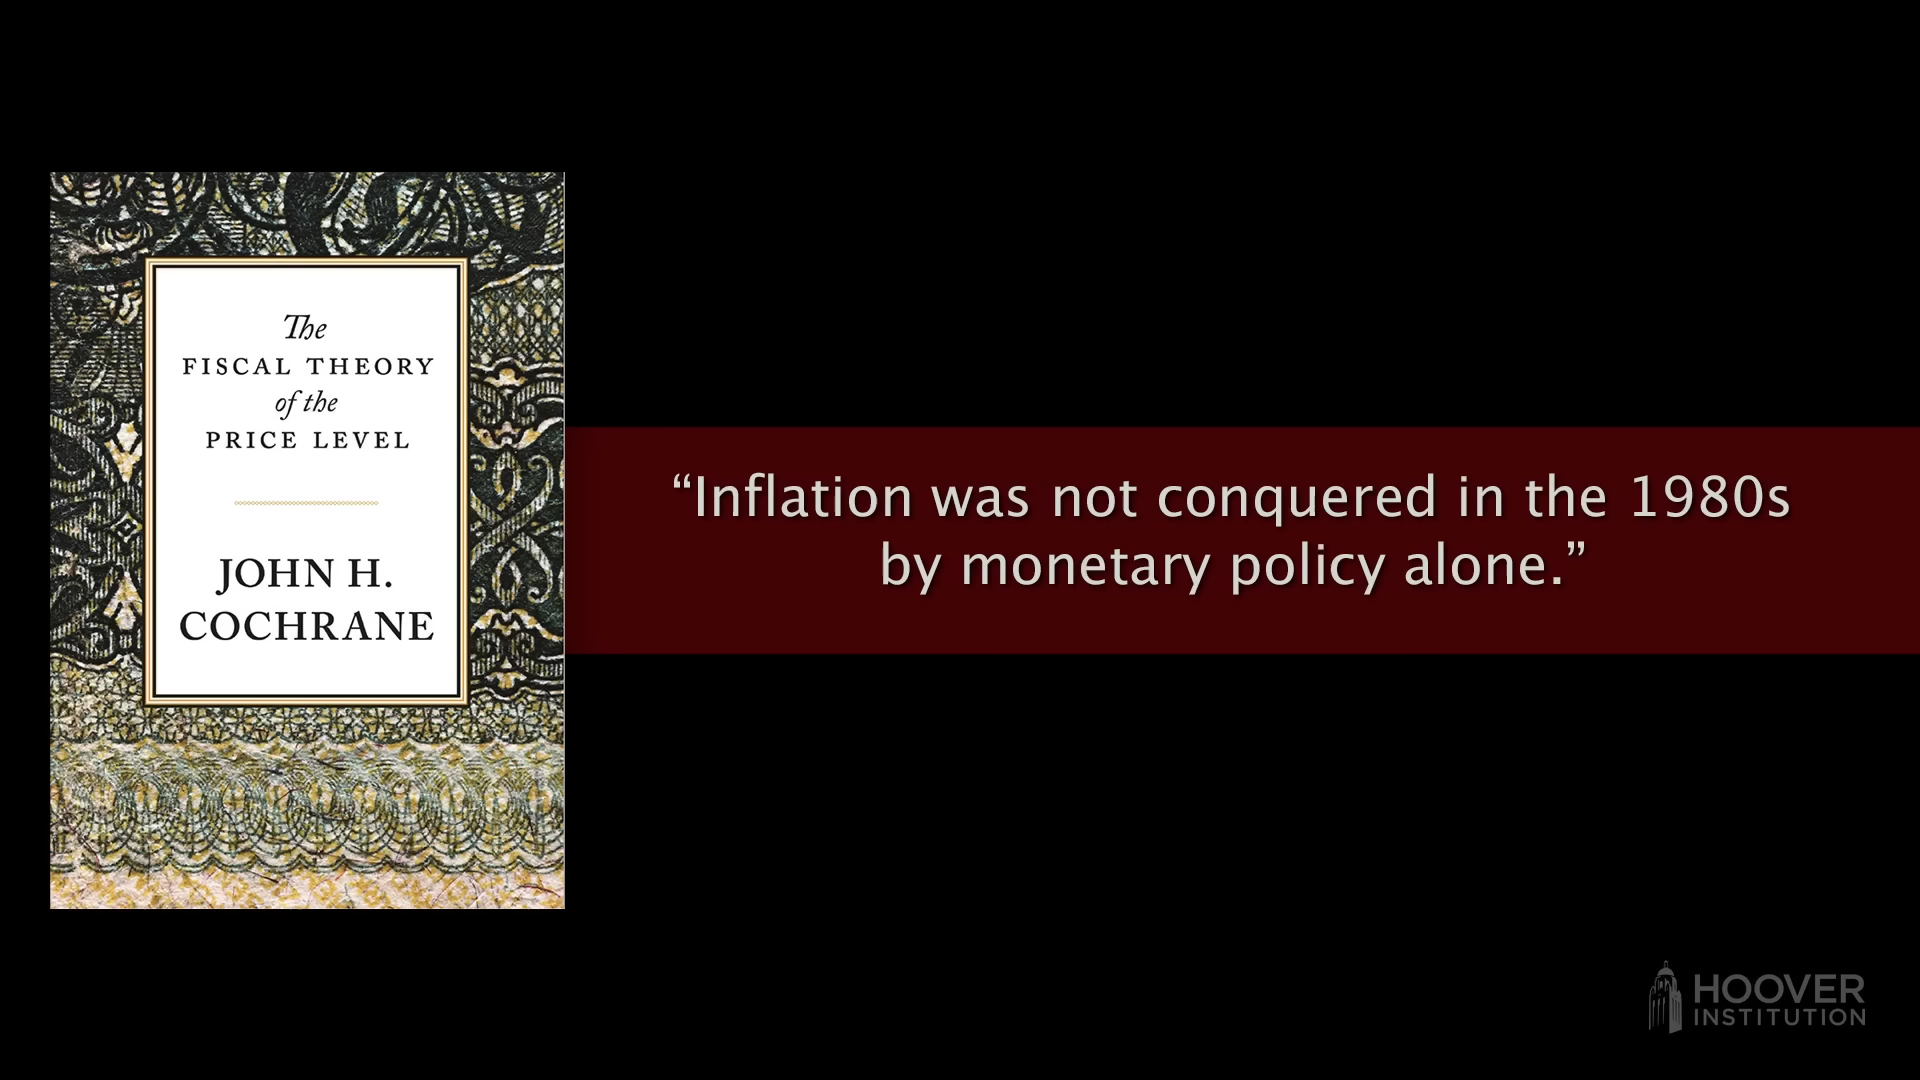 The
FISCAL THEORY
of the
PRICE LEVEL
JOHN H.
COCHRANE
“Inflation was not conquered in the 1980s
by monetary policy alone.”
HOOVER
INSTITUTION